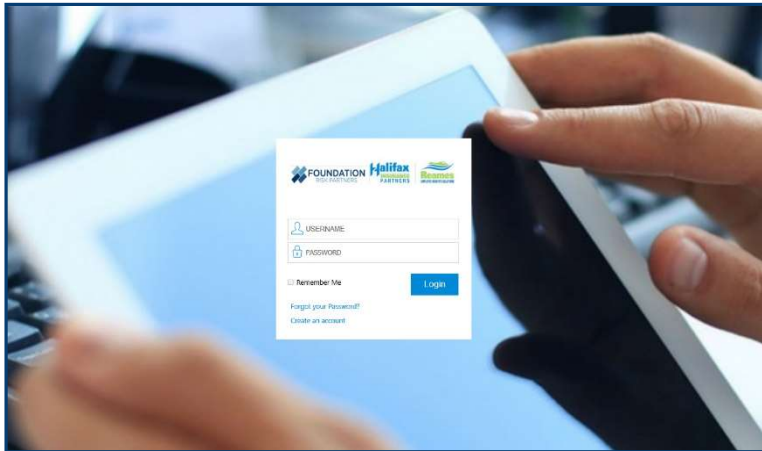 FOUNDATION
RISK PARTNERS
Halifax
INSURANCE
PARTNERS
Reames
USERNAME
PASSWORD
Remember Me
Login
Forgot your Password?
Create an account